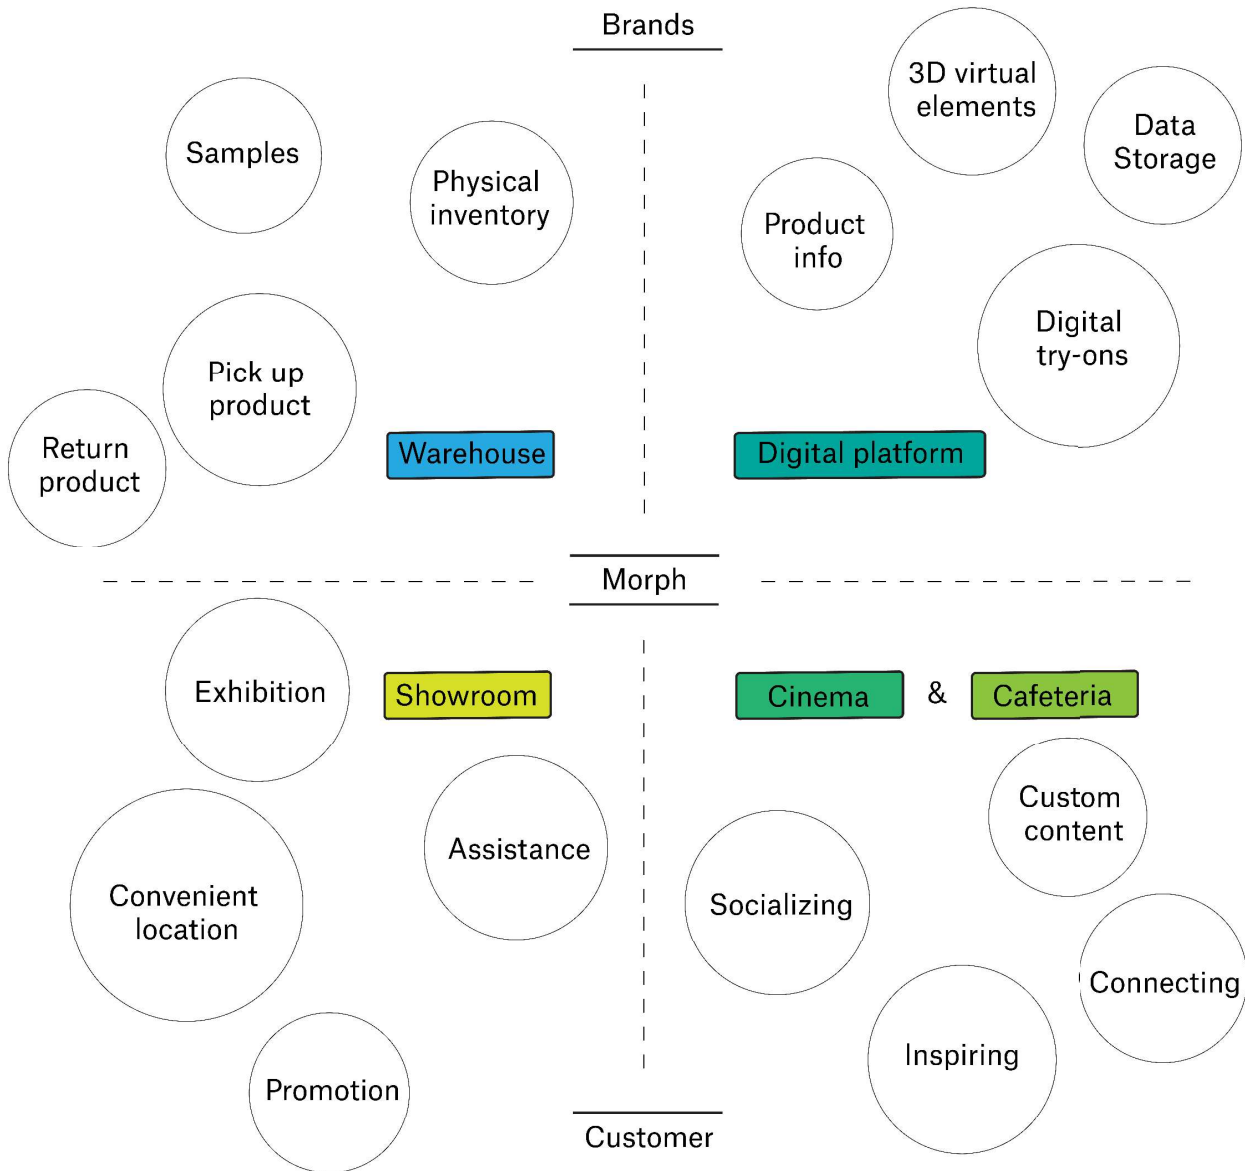 Brands
Samples
Physical
inventory
Pick up
product
Return
product
Warehouse
3D virtual
elements
Data
Storage
Product
info
Digital
try-ons
Digital platform
Morph
Exhibition
Showroom
Assistance
Convenient
location
Promotion
Cinema & Cafeteria
Custom
content
Socializing
Connecting
Inspiring
Customer